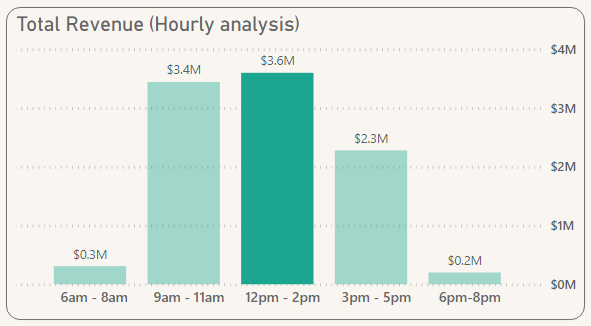 Total Revenue (Hourly analysis)
$4M
$3.6M
$3.4M
$3M
$2.3M
$2M
$1M
$0.3M
$0.2M
$0M
6am - 8am 9am - 11am 12pm - 2pm 3pm - 5pm 6pm-8pm